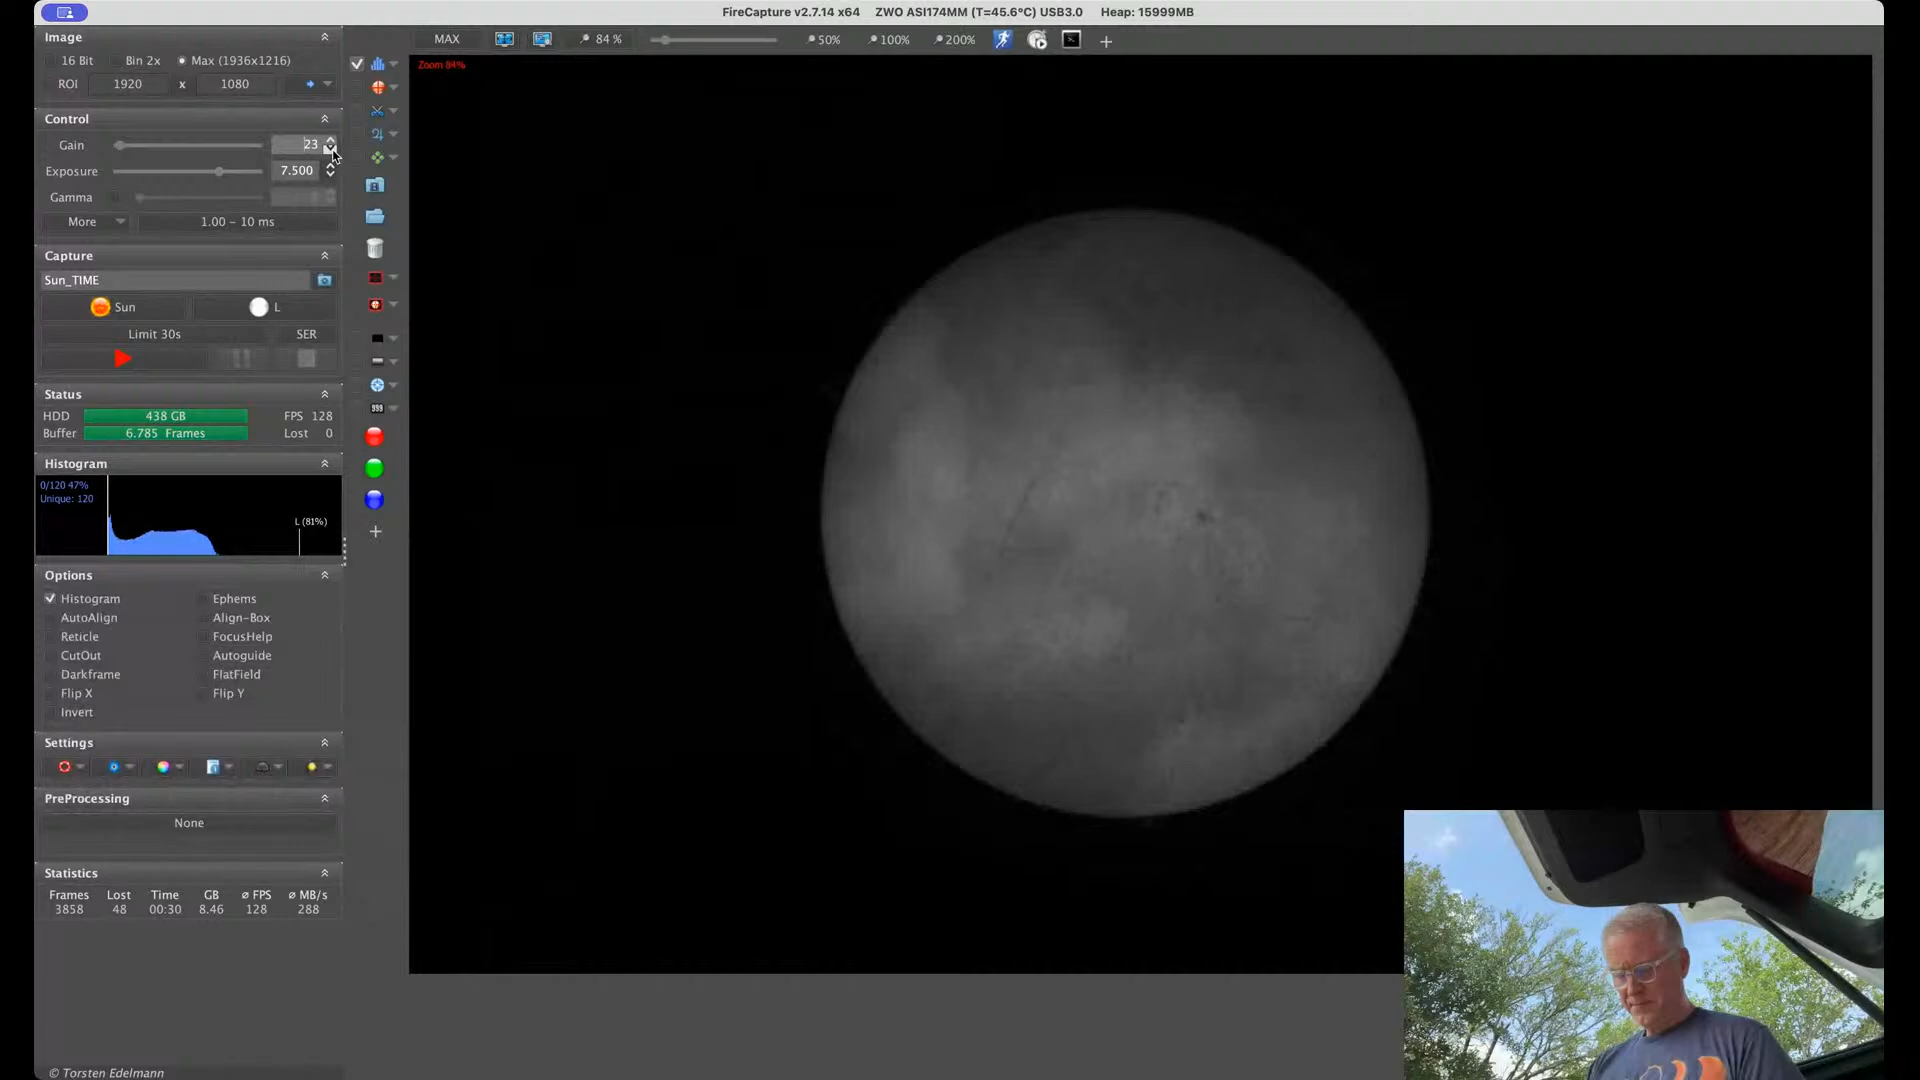 FireCapture v2.7.14 x64 ZWO ASI174MM (T=45.6°C) USB3.0 Heap: 15999MB
Image
16 Bit Bin 2x Max (1936x1216)
ROI 1920 x 1080
Control
Gain 23
Exposure 7.500
Gamma
More 1.00 – 10 ms
Capture
Sun_TIME
Sun L
Limit 30s SER
Status
HDD 438 GB FPS 128
Buffer 6.785 Frames Lost 0
Histogram
0/120 47%
Unique: 120
L (81%)
Options
Histogram Ephems
AutoAlign Align-Box
Reticle FocusHelp
CutOut Autoguide
Darkframe FlatField
Flip X Flip Y
Invert
Settings
PreProcessing
None
Statistics
Frames Lost Time GB ø FPS ø MB/s
3858 48 00:30 8.46 128 288
© Torsten Edelmann
MAX 84 % 50% 100% 200%
Zoom 84%
999